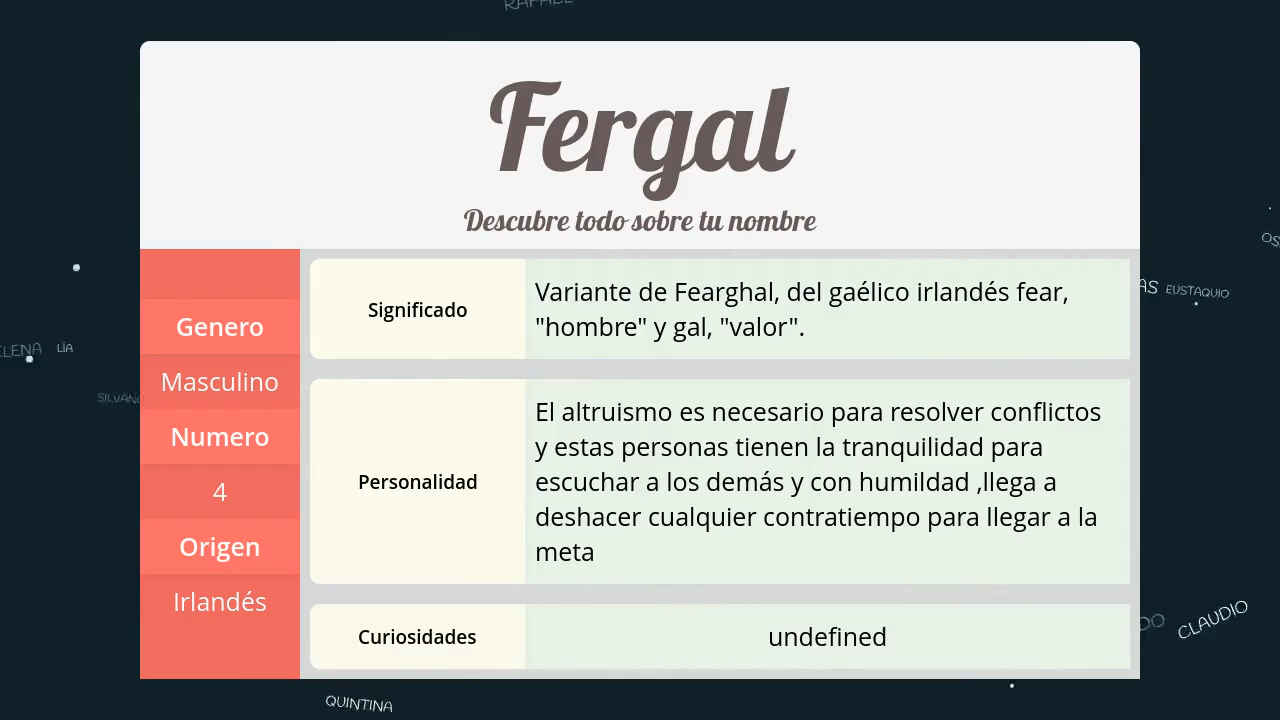 Fergal
Descubre todo sobre tu nombre
Genero
Masculino
Numero
4
Origen
Irlandés
Significado
Variante de Fearghal, del gaélico irlandés fear,
"hombre" y gal, "valor".
Personalidad
El altruismo es necesario para resolver conflictos
y estas personas tienen la tranquilidad para
escuchar a los demás y con humildad ,llega a
deshacer cualquier contratiempo para llegar a la
meta
Curiosidades
undefined
LÍA
EUSTAQUIO
CLAUDIO
QUINTINA